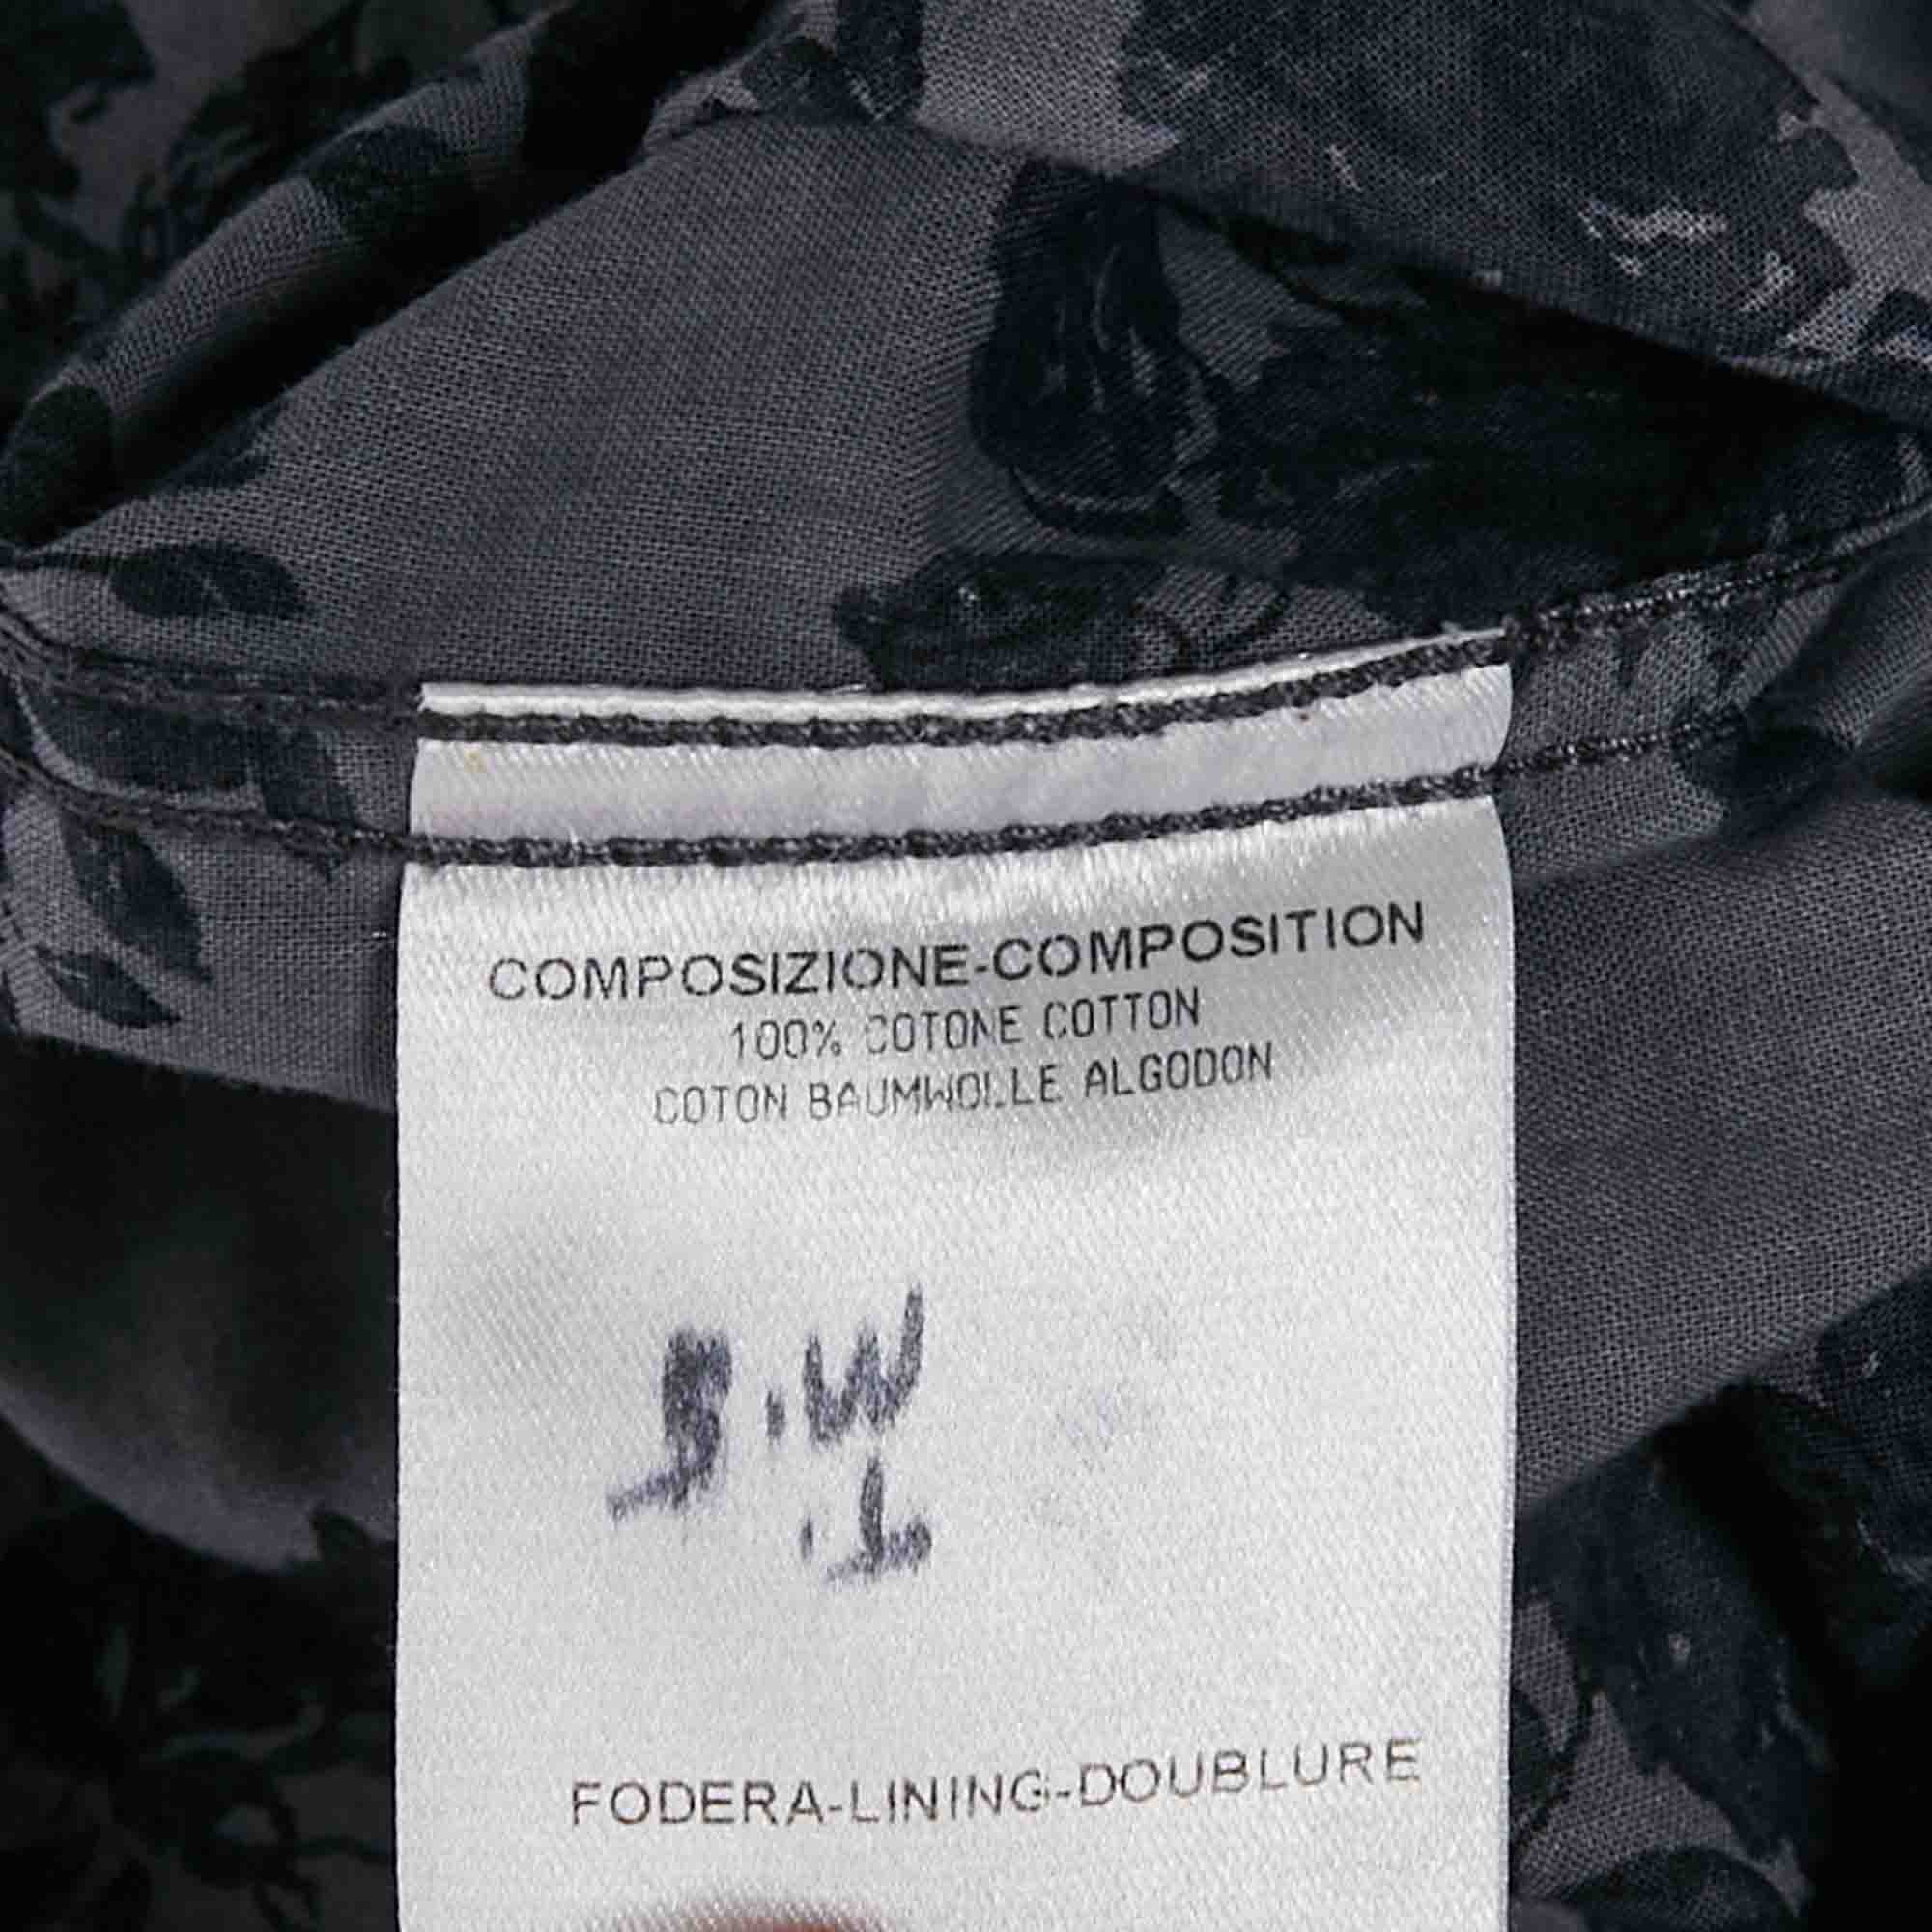 COMPOSIZIONE-COMPOSITION
100% COTONE COTTON
COTON BAUMWOLLE ALGODON
FODERA-LINING-DOUBLURE